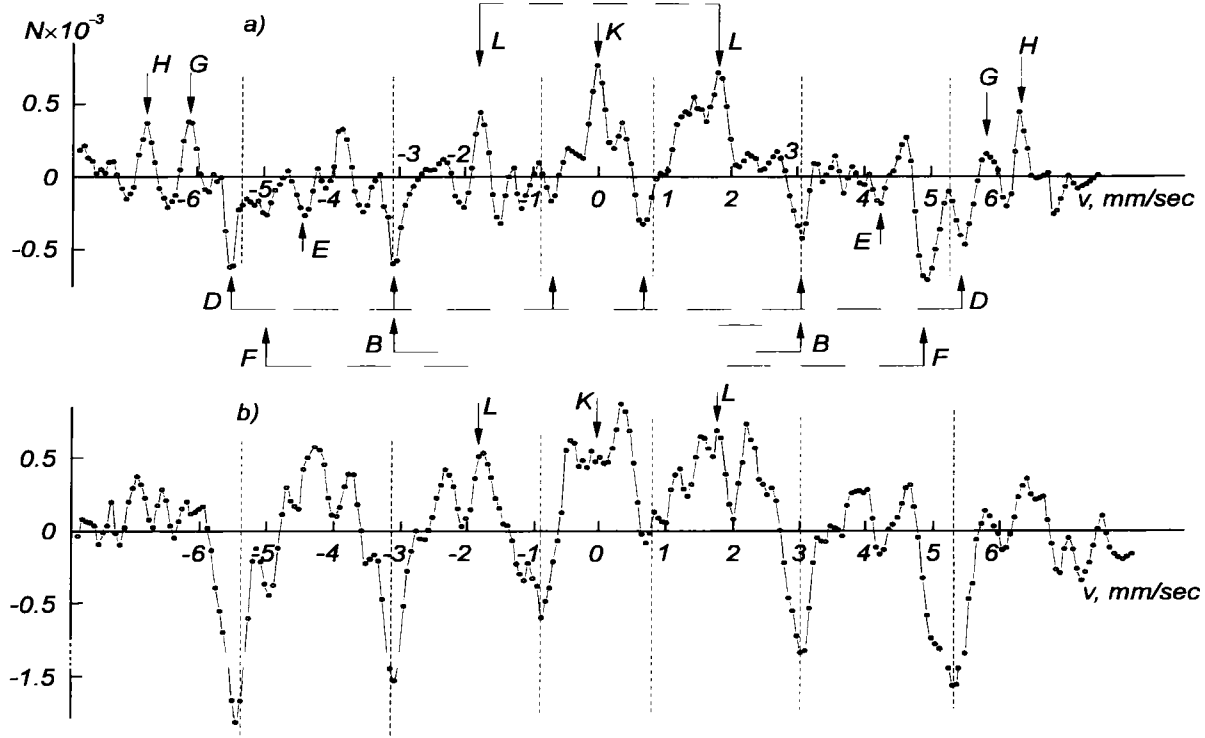 N×10⁻³ a) L K L
H G G H
0.5
-3 -2 3
0 -6 -5 -4 -1 0 1 2 4 5 6 v, mm/sec
E E
-0.5
D D
F B B F
b) L K L
0.5
0
-6 -5 -4 -3 -2 -1 0 1 2 3 4 5 6
v, mm/sec
-0.5
-1.5